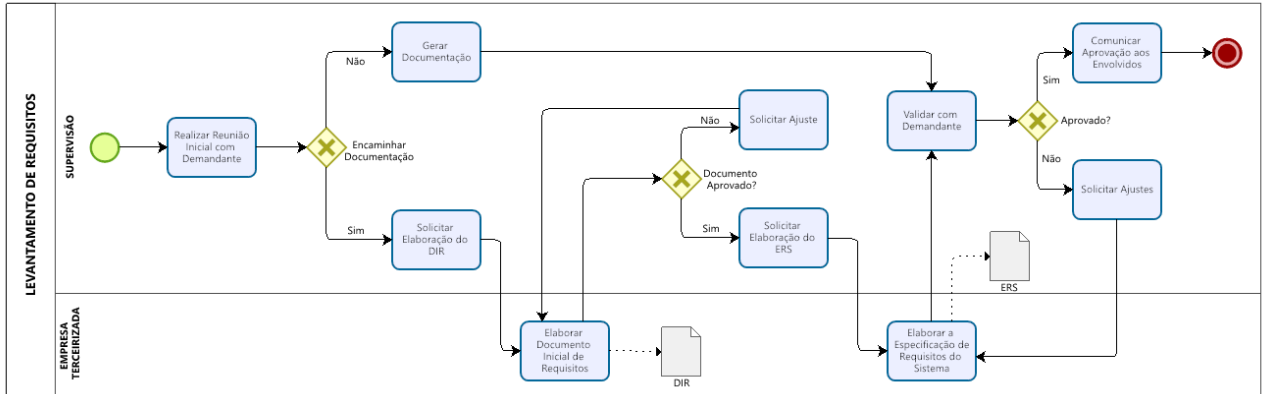 LEVANTAMENTO DE REQUISITOS
SUPERVISÃO
Realizar Reunião
Inicial com
Demandante
Encaminhar
Documentação
Não
Gerar
Documentação
Sim
Solicitar
Elaboração do
DIR
Solicitar Ajuste
Não
Documento
Aprovado?
Sim
Solicitar
Elaboração do
ERS
Validar com
Demandante
Aprovado?
Sim
Comunicar
Aprovação aos
Envolvidos
Não
Solicitar Ajustes
ERS
EMPRESA
TERCEIRIZADA
Elaborar
Documento
Inicial de
Requisitos
DIR
Elaborar a
Especificação de
Requisitos do
Sistema